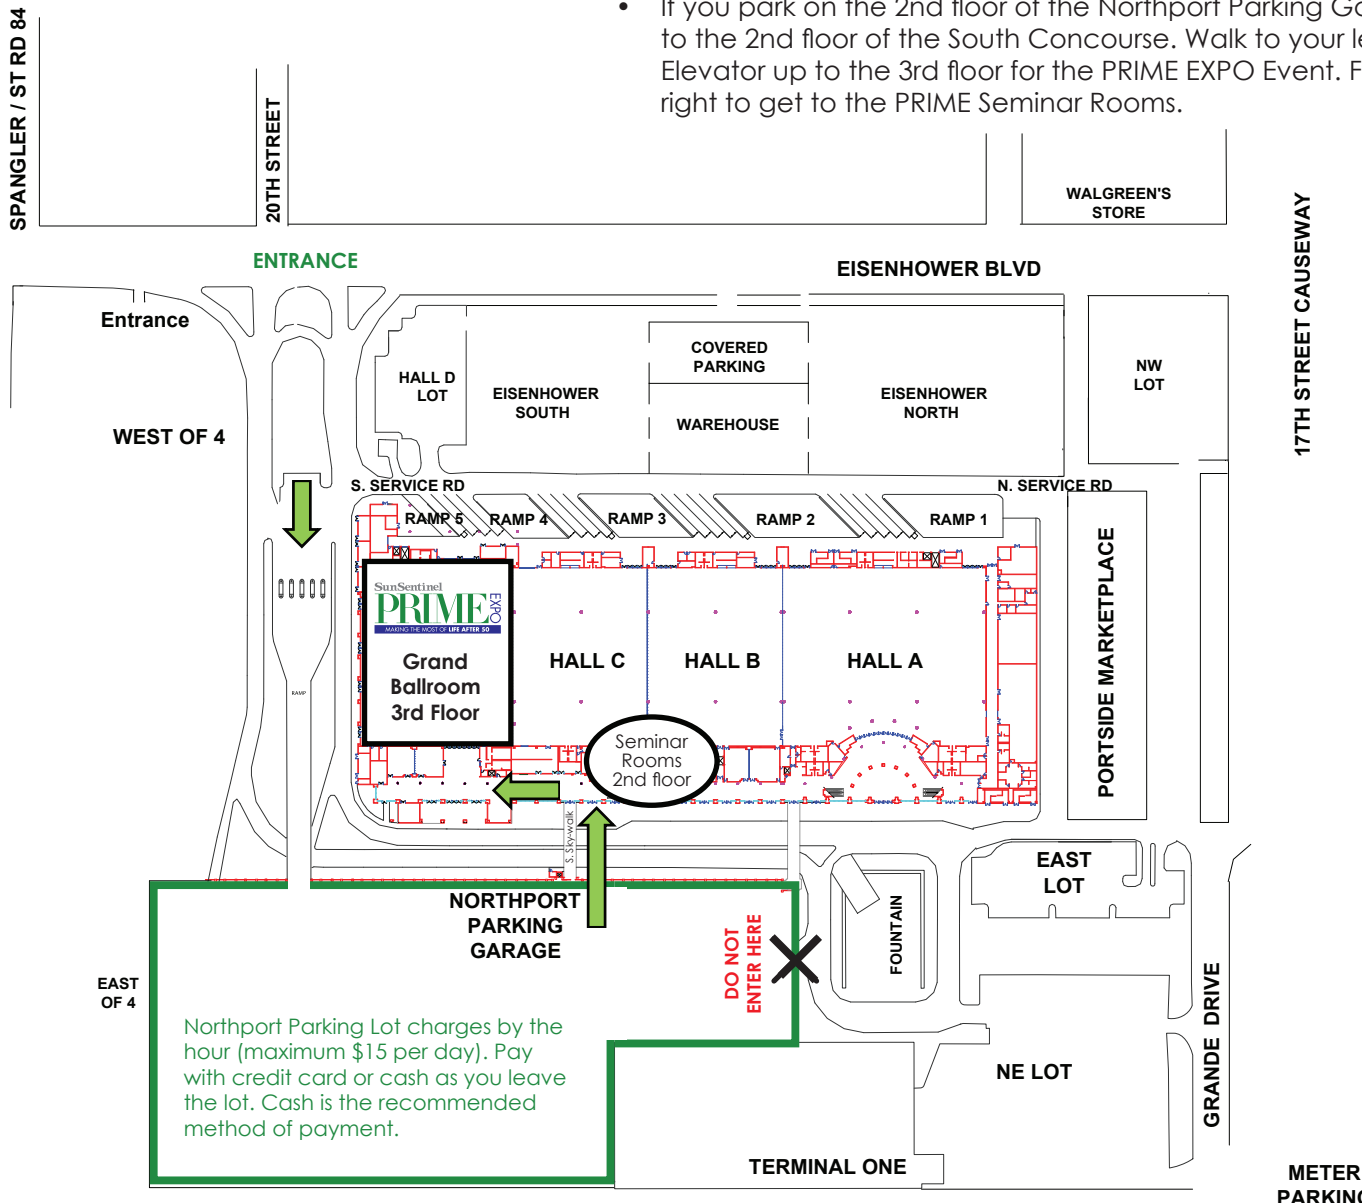 • If you park on the 2nd floor of the Northport Parking
to the 2nd floor of the South Concourse. Walk to your
Elevator up to the 3rd floor for the PRIME EXPO Event.
right to get to the PRIME Seminar Rooms.
SPANGLER / ST RD 84
20TH STREET
WALGREEN'S
STORE
17TH STREET CAUSEWAY
ENTRANCE
EISENHOWER BLVD
Entrance
HALL D
LOT
EISENHOWER
SOUTH
COVERED
PARKING
WAREHOUSE
EISENHOWER
NORTH
NW
LOT
WEST OF 4
S. SERVICE RD
N. SERVICE RD
RAMP 5
RAMP 4
RAMP 3
RAMP 2
RAMP 1
SunSentinel
PRIME
EXPO
MAKING THE MOST OF LIFE AFTER 50
Grand
Ballroom
3rd Floor
HALL C
HALL B
HALL A
PORTSIDE MARKETPLACE
RAMP
Seminar
Rooms
2nd floor
S. Sky-walk
EAST
LOT
NORTHPORT
PARKING
GARAGE
DO NOT
ENTER HERE
FOUNTAIN
EAST
OF 4
GRANDE DRIVE
Northport Parking Lot charges by the
hour (maximum $15 per day). Pay
with credit card or cash as you leave
the lot. Cash is the recommended
method of payment.
NE LOT
TERMINAL ONE
METER
PARKING